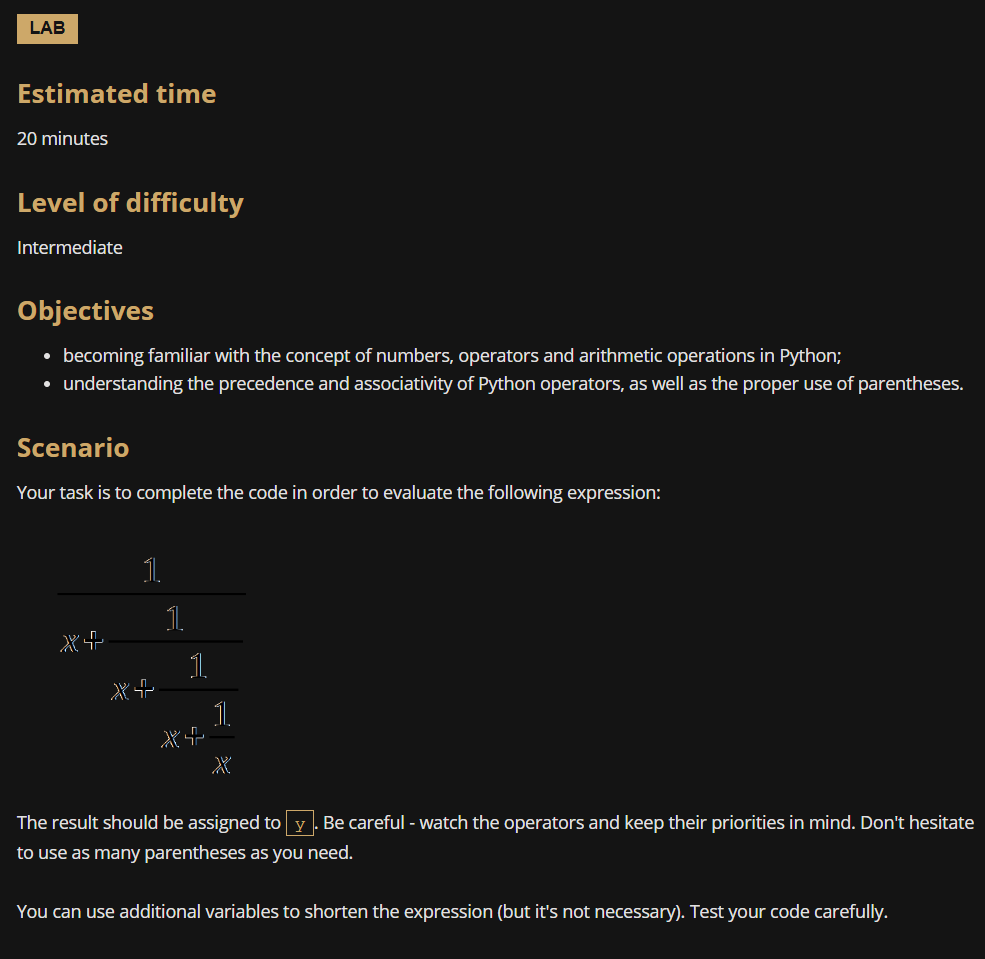 LAB
Estimated time
20 minutes
Level of difficulty
Intermediate
Objectives
• becoming familiar with the concept of numbers, operators and arithmetic operations in Python;
• understanding the precedence and associativity of Python operators, as well as the proper use of parentheses.
Scenario
Your task is to complete the code in order to evaluate the following expression:
1
1
x+
1
x+
1
x+
x
The result should be assigned to y. Be careful - watch the operators and keep their priorities in mind. Don't hesitate
to use as many parentheses as you need.
You can use additional variables to shorten the expression (but it's not necessary). Test your code carefully.